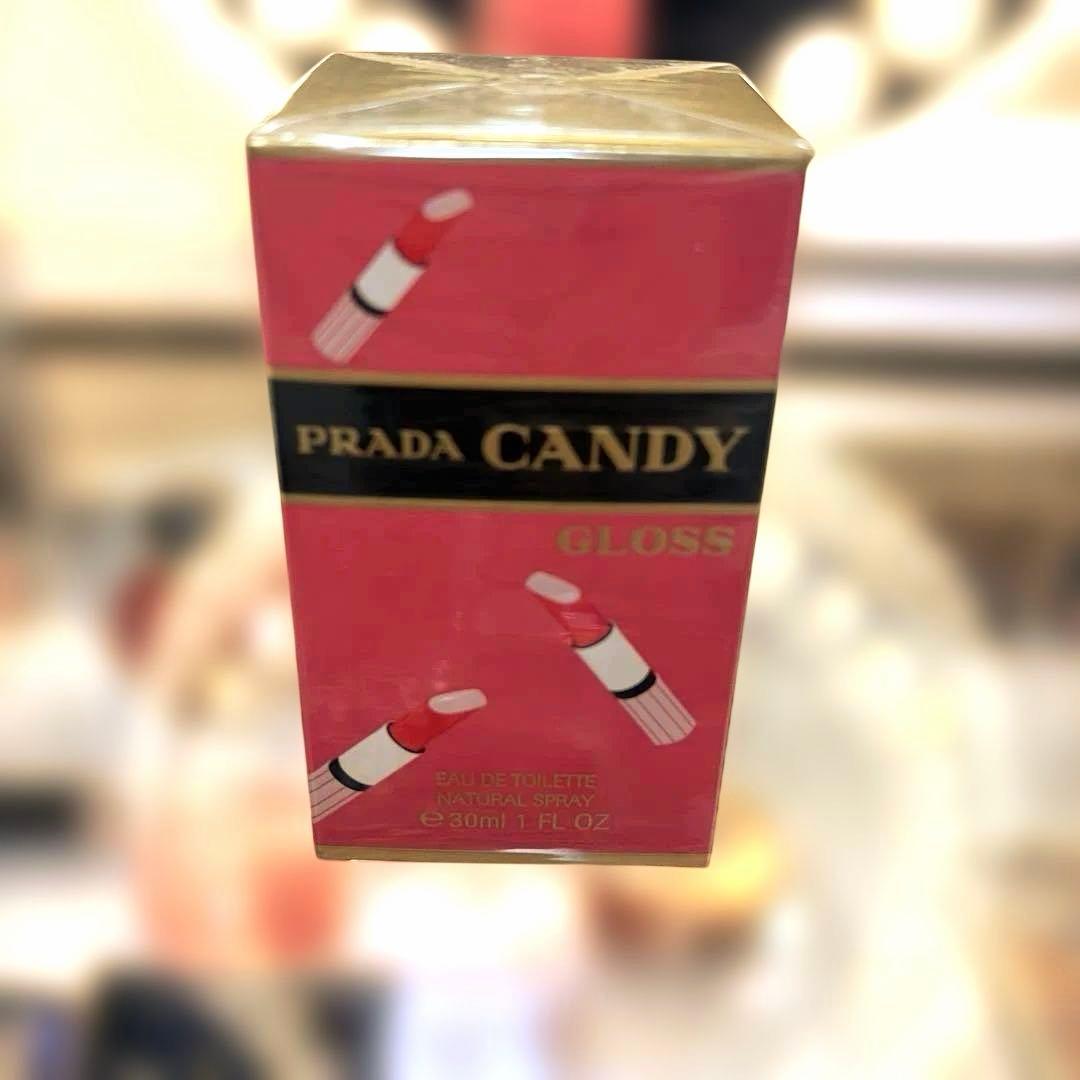 PRADA CANDY
GLOSS
EAU DE TOILETTE
NATURAL SPRAY
℮ 30ml 1 FL OZ